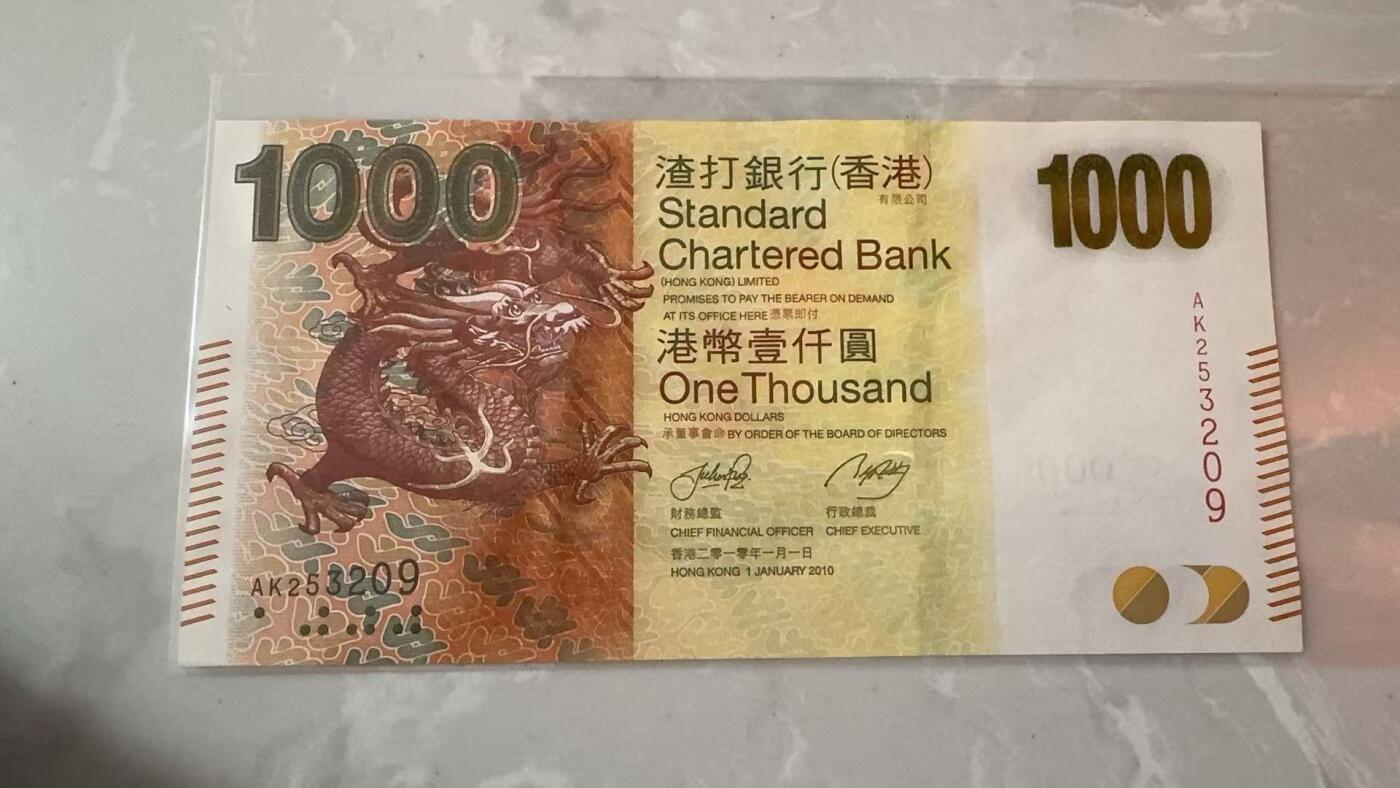 1000
AK253209
渣打銀行(香港)
有限公司
Standard
Chartered Bank
(HONG KONG) LIMITED
PROMISES TO PAY THE BEARER ON DEMAND
AT ITS OFFICE HERE 憑票即付
港幣壹仟圓
One Thousand
HONG KONG DOLLARS
承董事會命 BY ORDER OF THE BOARD OF DIRECTORS
財務總監 行政總裁
CHIEF FINANCIAL OFFICER CHIEF EXECUTIVE
香港二零一零年一月一日
HONG KONG 1 JANUARY 2010
1000
AK253209